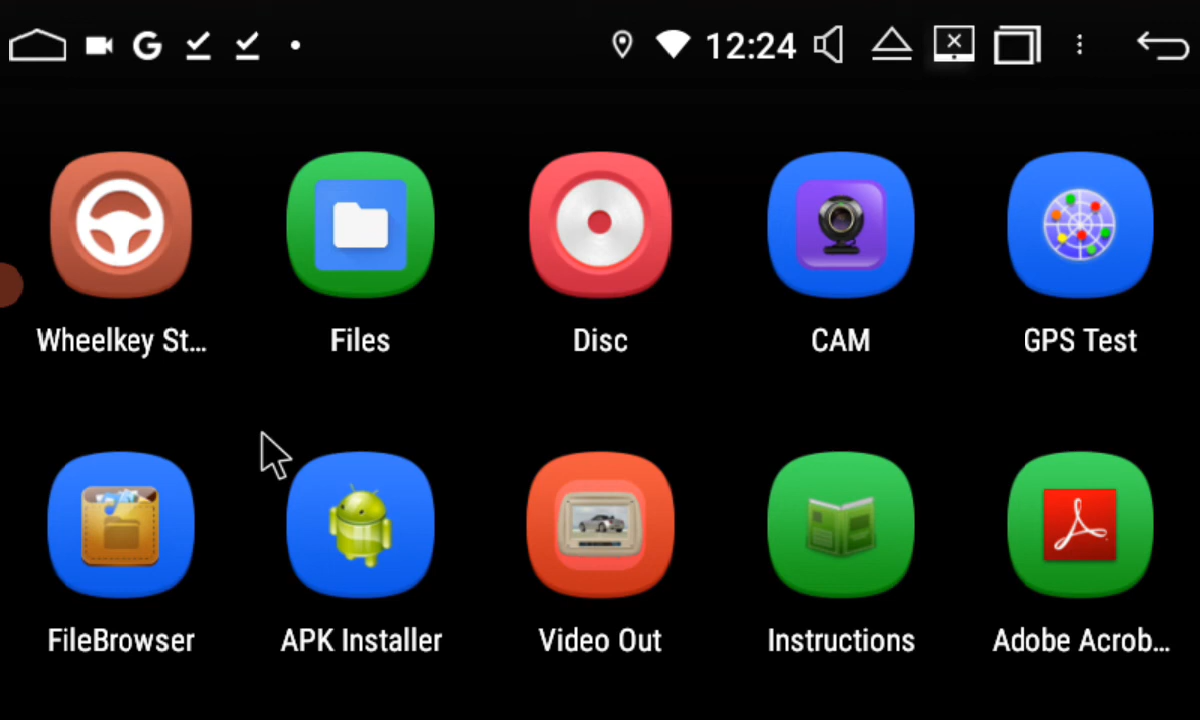 G 12:24
Wheelkey St... Files Disc CAM GPS Test
FileBrowser APK Installer Video Out Instructions Adobe Acrob...